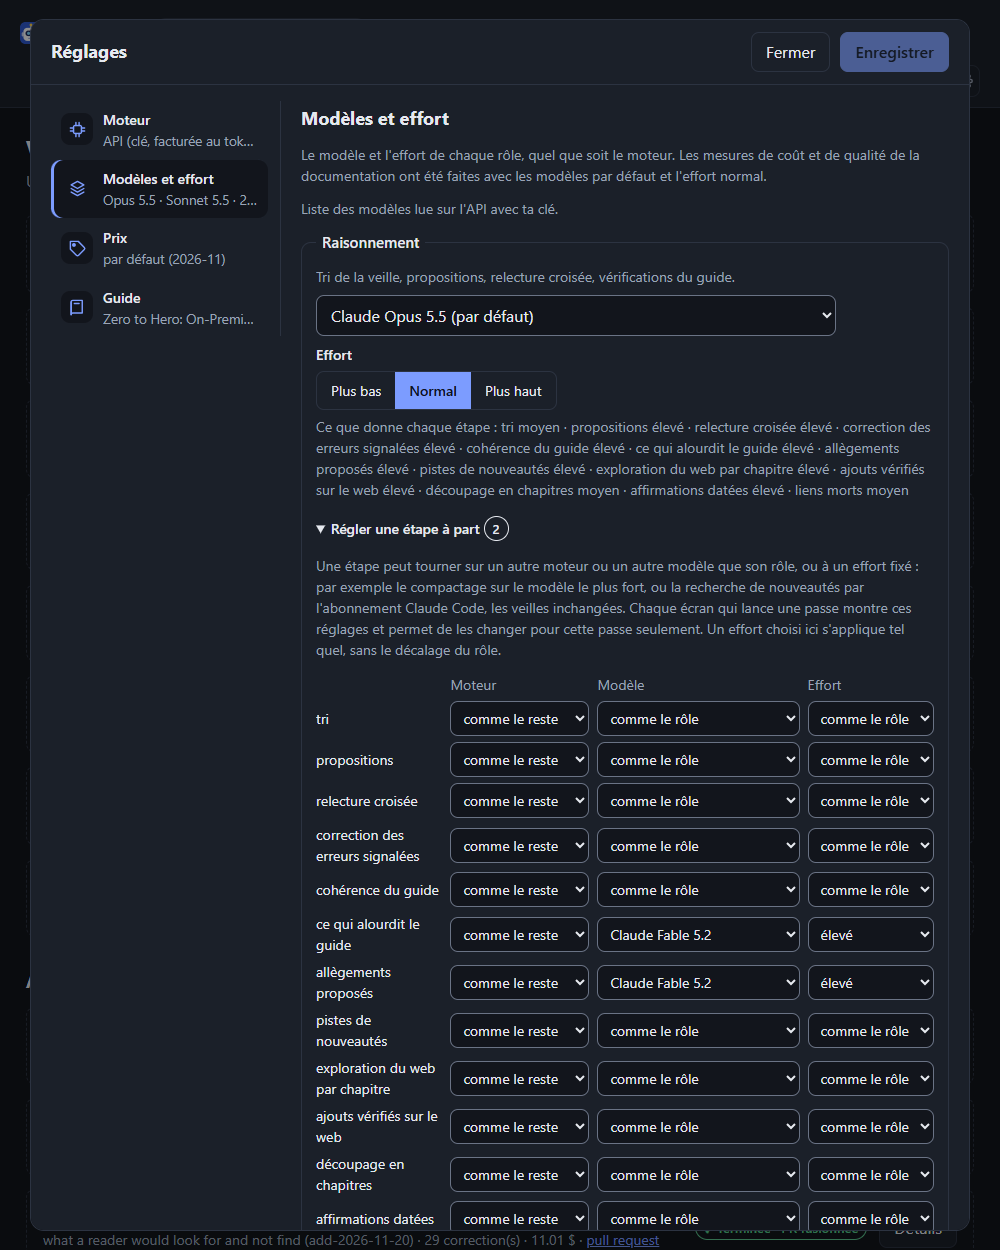 Réglages
Fermer
Enregistrer
Moteur
API (clé, facturée au tok...
Modèles et effort
Opus 5.5 · Sonnet 5.5 · 2...
Prix
par défaut (2026-11)
Guide
Zero to Hero: On-Premi...
Modèles et effort
Le modèle et l'effort de chaque rôle, quel que soit le moteur. Les mesures de coût et de qualité de la
documentation ont été faites avec les modèles par défaut et l'effort normal.
Liste des modèles lue sur l'API avec ta clé.
Raisonnement
Tri de la veille, propositions, relecture croisée, vérifications du guide.
Claude Opus 5.5 (par défaut)
Effort
Plus bas Normal Plus haut
Ce que donne chaque étape : tri moyen · propositions élevé · relecture croisée élevé · correction des
erreurs signalées élevé · cohérence du guide élevé · ce qui alourdit le guide élevé · allègements
proposés élevé · pistes de nouveautés élevé · exploration du web par chapitre élevé · ajouts vérifiés
sur le web élevé · découpage en chapitres moyen · affirmations datées élevé · liens morts moyen
▼ Régler une étape à part 2
Une étape peut tourner sur un autre moteur ou un autre modèle que son rôle, ou à un effort fixé :
par exemple le compactage sur le modèle le plus fort, ou la recherche de nouveautés par
l'abonnement Claude Code, les veilles inchangées. Chaque écran qui lance une passe montre ces
réglages et permet de les changer pour cette passe seulement. Un effort choisi ici s'applique tel
quel, sans le décalage du rôle.
Moteur Modèle Effort
tri comme le reste comme le rôle comme le rôle
propositions comme le reste comme le rôle comme le rôle
relecture croisée comme le reste comme le rôle comme le rôle
correction des
erreurs signalées comme le reste comme le rôle comme le rôle
cohérence du guide comme le reste comme le rôle comme le rôle
ce qui alourdit le
guide comme le reste Claude Fable 5.2 élevé
allègements
proposés comme le reste Claude Fable 5.2 élevé
pistes de
nouveautés comme le reste comme le rôle comme le rôle
exploration du web
par chapitre comme le reste comme le rôle comme le rôle
ajouts vérifiés sur le
web comme le reste comme le rôle comme le rôle
découpage en
chapitres comme le reste comme le rôle comme le rôle
affirmations datées comme le reste comme le rôle comme le rôle
what a reader would look for and not find (add-2026-11-20) · 29 correction(s) · 11.01 $ · pull request